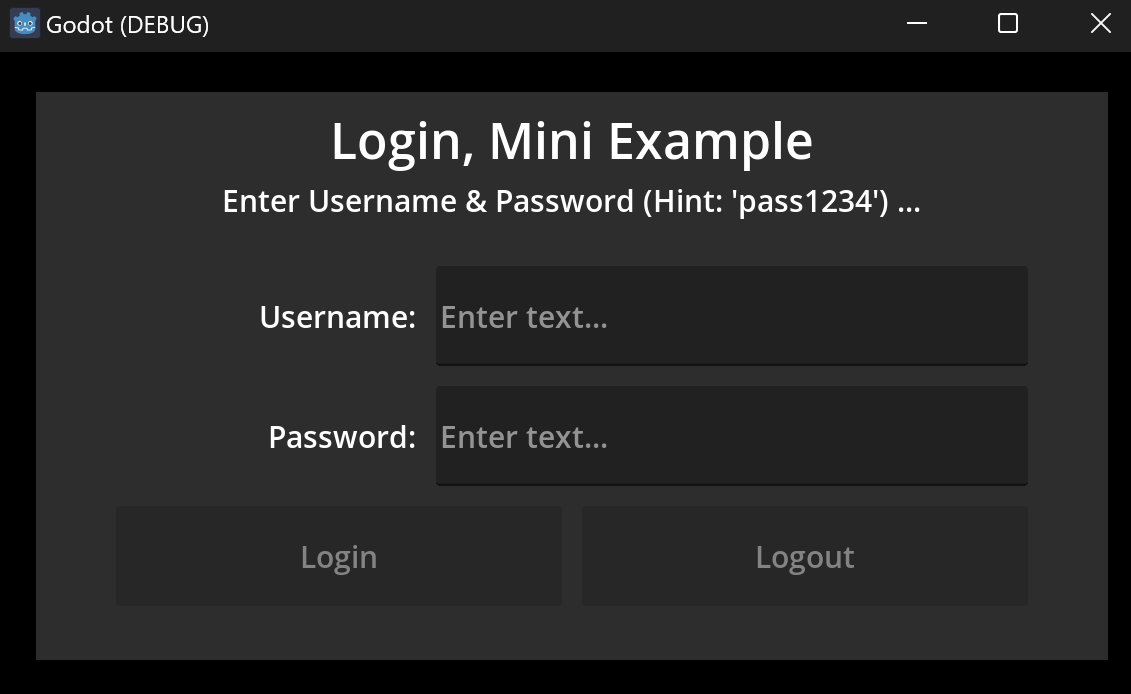 Godot (DEBUG)
Login, Mini Example
Enter Username & Password (Hint: 'pass1234') ...
Username: Enter text...
Password: Enter text...
Login Logout